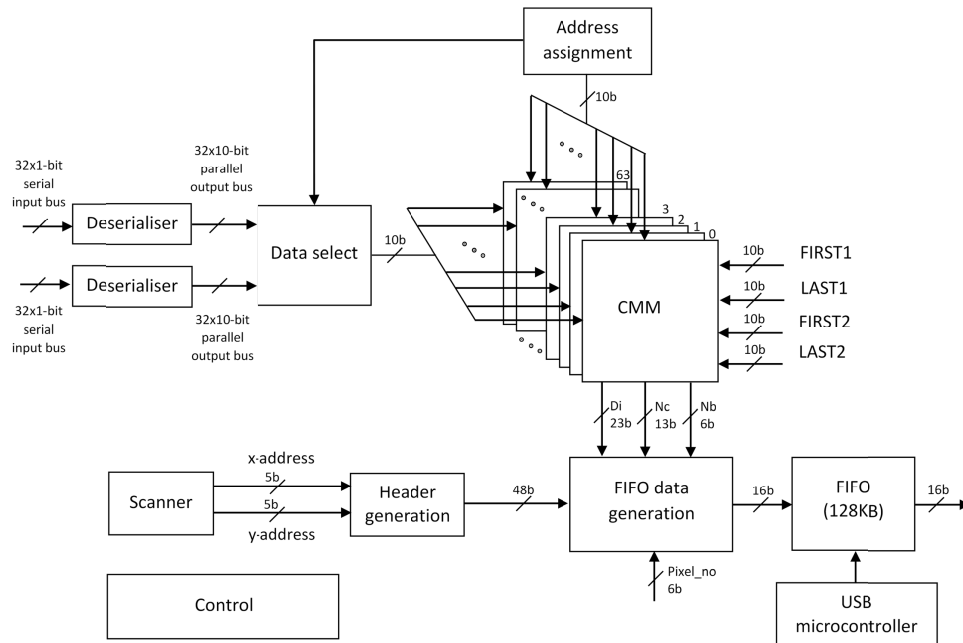 Address
assignment
10b
32x1-bit
serial
input bus
32x10-bit
parallel
output bus
Deserialiser
Deserialiser
32x1-bit
serial
input bus
32x10-bit
parallel
output bus
Data select
10b
63
3
2
1
0
CMM
10b
FIRST1
10b
LAST1
10b
FIRST2
10b
LAST2
Di
23b
Nc
13b
Nb
6b
Scanner
x-address
5b
5b
y-address
Header
generation
48b
FIFO data
generation
16b
FIFO
(128KB)
16b
Pixel_no
6b
Control
USB
microcontroller